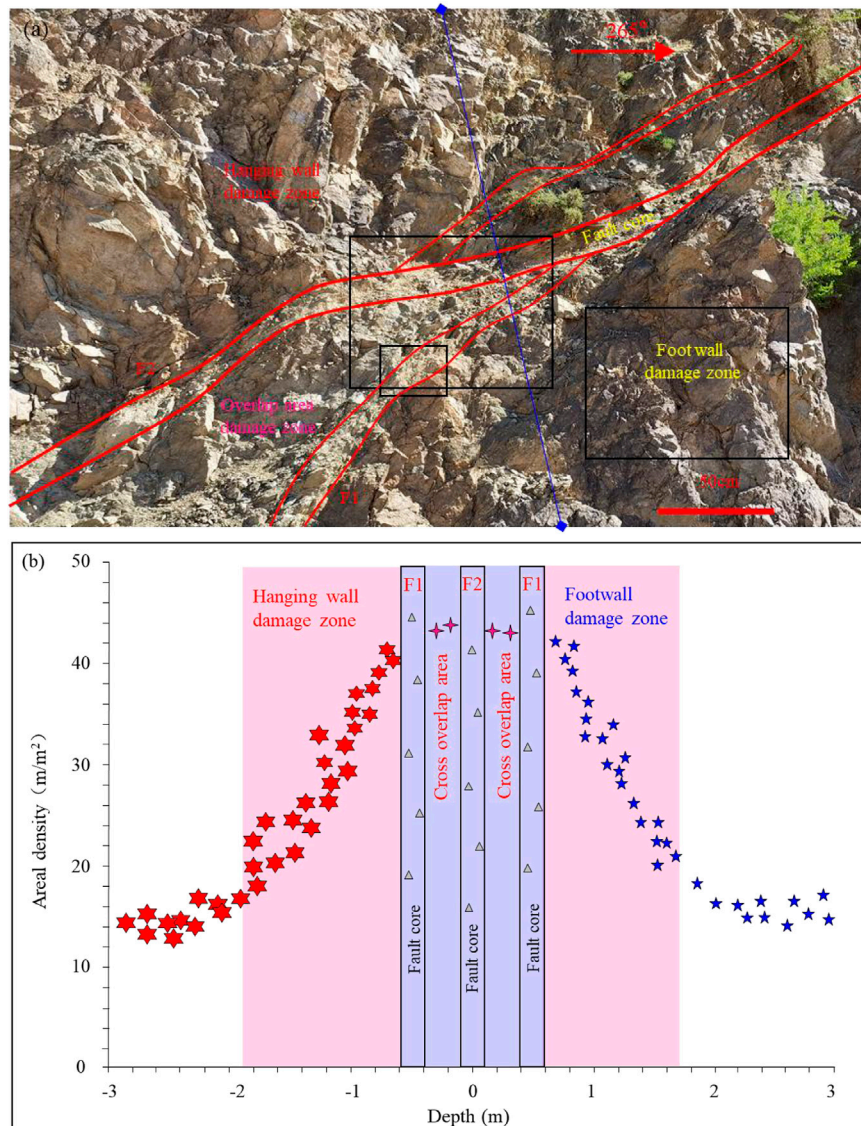 (a)
265°
Hanging wall
damage zone
Fault core
Foot wall
damage zone
F2
Overlap area
damage zone
F1
50cm
(b)
Hanging wall
damage zone
F1
F2
F1
Footwall
damage zone
Cross overlap area
Cross overlap area
Fault core
Fault core
Fault core
Areal density (m/m²)
50
40
30
20
10
0
-3
-2
-1
0
1
2
3
Depth (m)